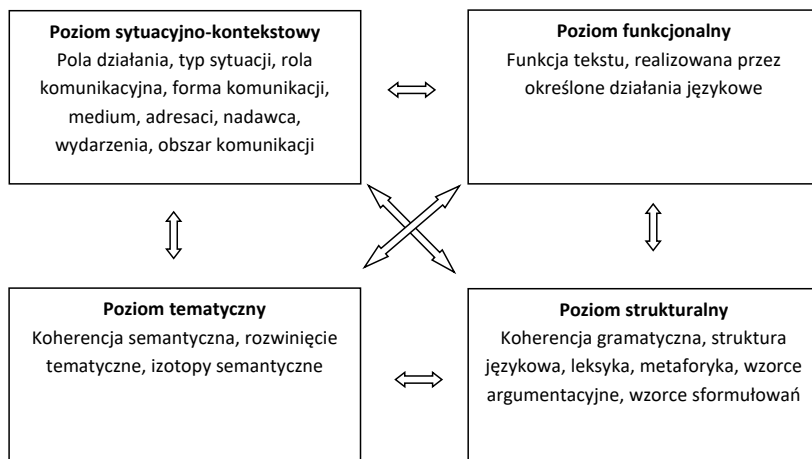 Poziom sytuacyjno-kontekstowy
Pola działania, typ sytuacji, rola
komunikacyjna, forma komunikacji,
medium, adresaci, nadawca,
wydarzenia, obszar komunikacji
Poziom funkcjonalny
Funkcja tekstu, realizowana przez
określone działania językowe
Poziom tematyczny
Koherencja semantyczna, rozwinięcie
tematyczne, izotopy semantyczne
Poziom strukturalny
Koherencja gramatyczna, struktura
językowa, leksyka, metaforyka, wzorce
argumentacyjne, wzorce sformułowań